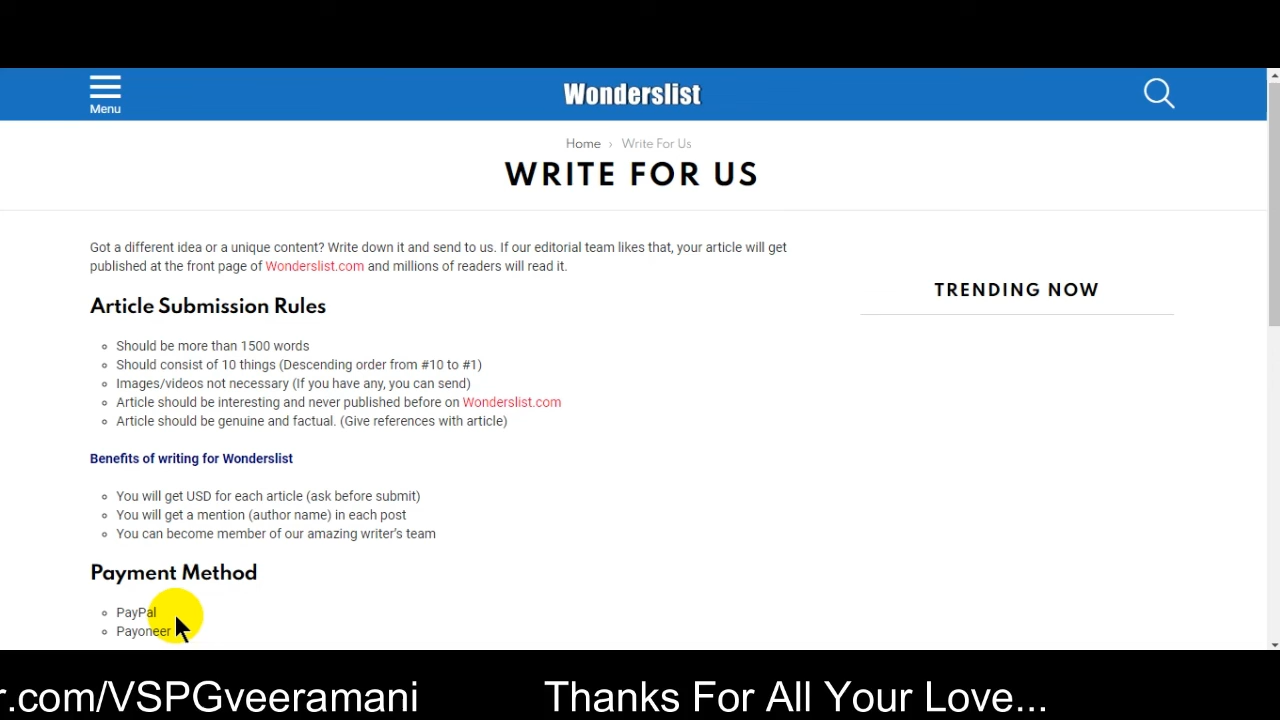 Wonderslist
Menu
Home › Write For Us
WRITE FOR US
Got a different idea or a unique content? Write down it and send to us. If our editorial team likes that, your article will get
published at the front page of Wonderslist.com and millions of readers will read it.
TRENDING NOW
Article Submission Rules
Should be more than 1500 words
Should consist of 10 things (Descending order from #10 to #1)
Images/videos not necessary (If you have any, you can send)
Article should be interesting and never published before on Wonderslist.com
Article should be genuine and factual. (Give references with article)
Benefits of writing for Wonderslist
You will get USD for each article (ask before submit)
You will get a mention (author name) in each post
You can become member of our amazing writer's team
Payment Method
PayPal
Payoneer
r.com/VSPGveeramani Thanks For All Your Love...